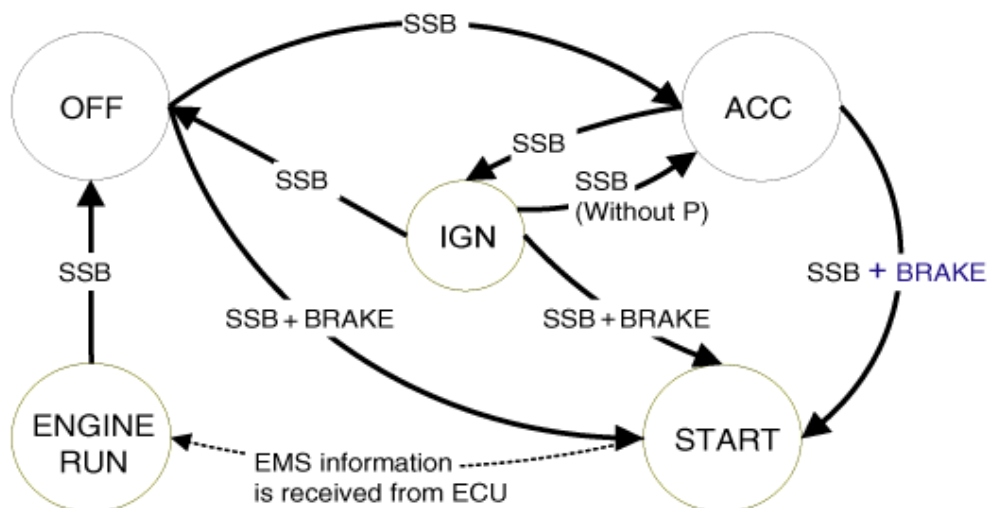 SSB
OFF
ACC
SSB
SSB
SSB
(Without P)
IGN
SSB
SSB + BRAKE
SSB + BRAKE
SSB + BRAKE
ENGINE
RUN
START
EMS information
is received from ECU